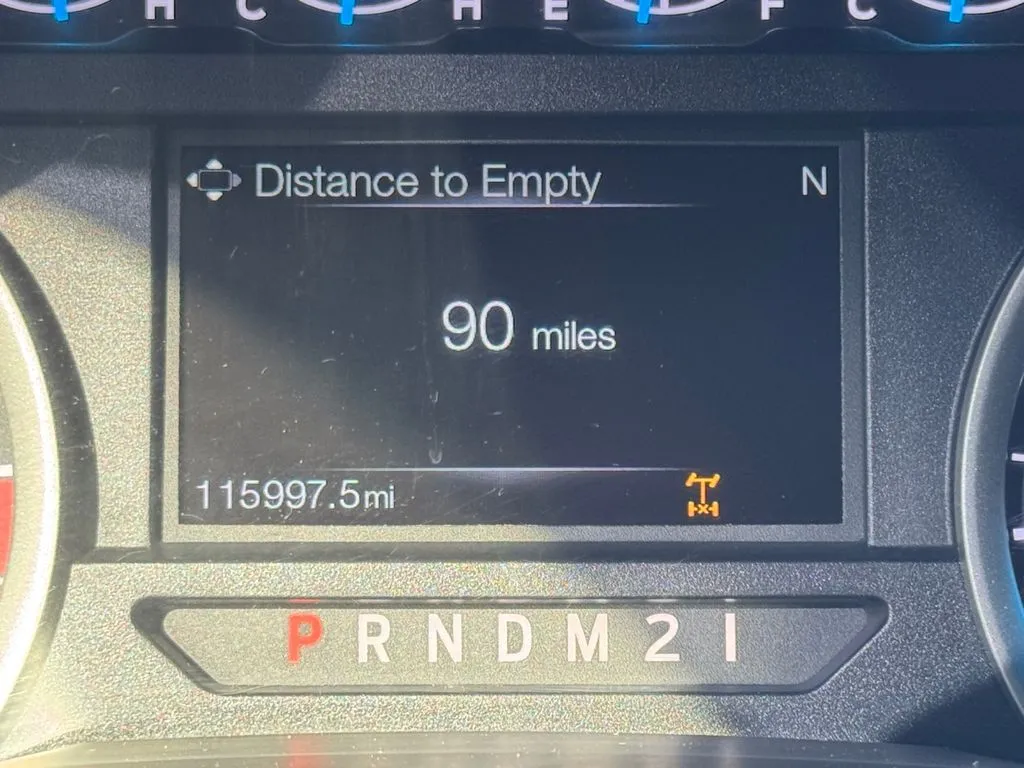 H C H E F C
Distance to Empty N
90 miles
115997.5mi
P R N D M 2 1